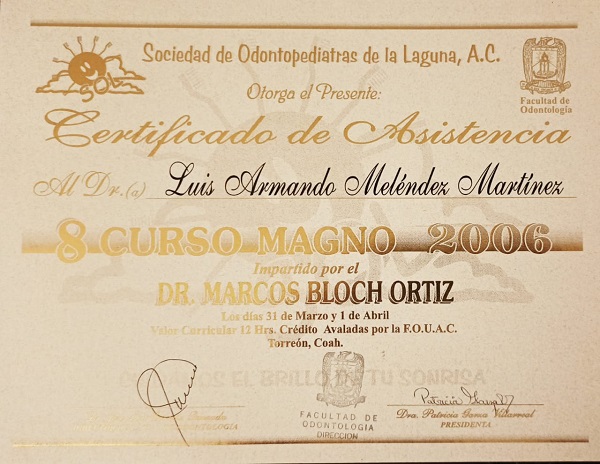 Sociedad de Odontopediatras de la Laguna, A.C.
SOL
Facultad de
Odontología
Otorga el Presente:
Certificado de Asistencia
Al Dr.(a) Luis Armando Meléndez Martínez
8 CURSO MAGNO 2006
Impartido por el
DR. MARCOS BLOCH ORTIZ
Los días 31 de Marzo y 1 de Abril
Valor Curricular 12 Hrs. Crédito Avaladas por la F.O.U.A.C.
Torreón, Coah.
EL BRILLO DE TU SONRISA
FACULTAD DE
ODONTOLOGIA
DIRECCION
Dra. Patricia Garza Villarreal
PRESIDENTA